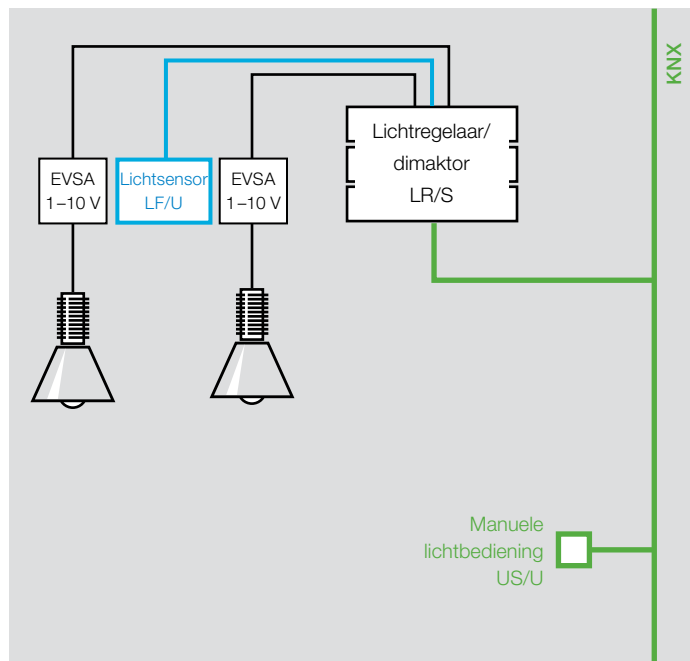 KNX
Lichtregelaar/
dimaktor
LR/S
EVSA
1–10 V
Lichtsensor
LF/U
EVSA
1–10 V
Manuele
lichtbediening
US/U